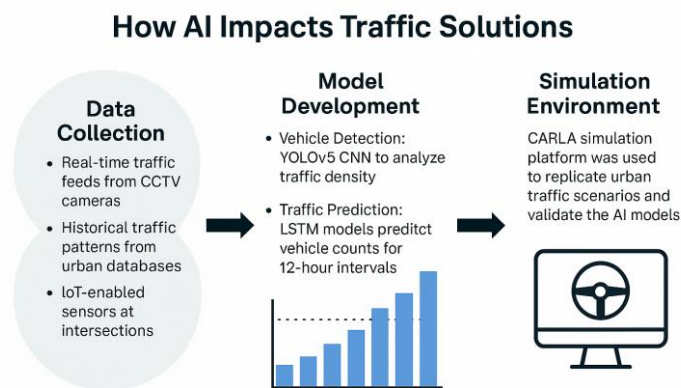 How AI Impacts Traffic Solutions
Data
Collection
• Real-time traffic
feeds from CCTV
cameras
• Historical traffic
patterns from
urban databases
• IoT-enabled
sensors at
intersections
Model
Development
• Vehicle Detection:
YOLOv5 CNN to analyze
traffic density
• Traffic Prediction:
LSTM models preditct
vehicle counts for
12-hour intervals
Simulation
Environment
CARLA simulation
platform was used
to replicate urban
traffic scenarios and
validate the AI models